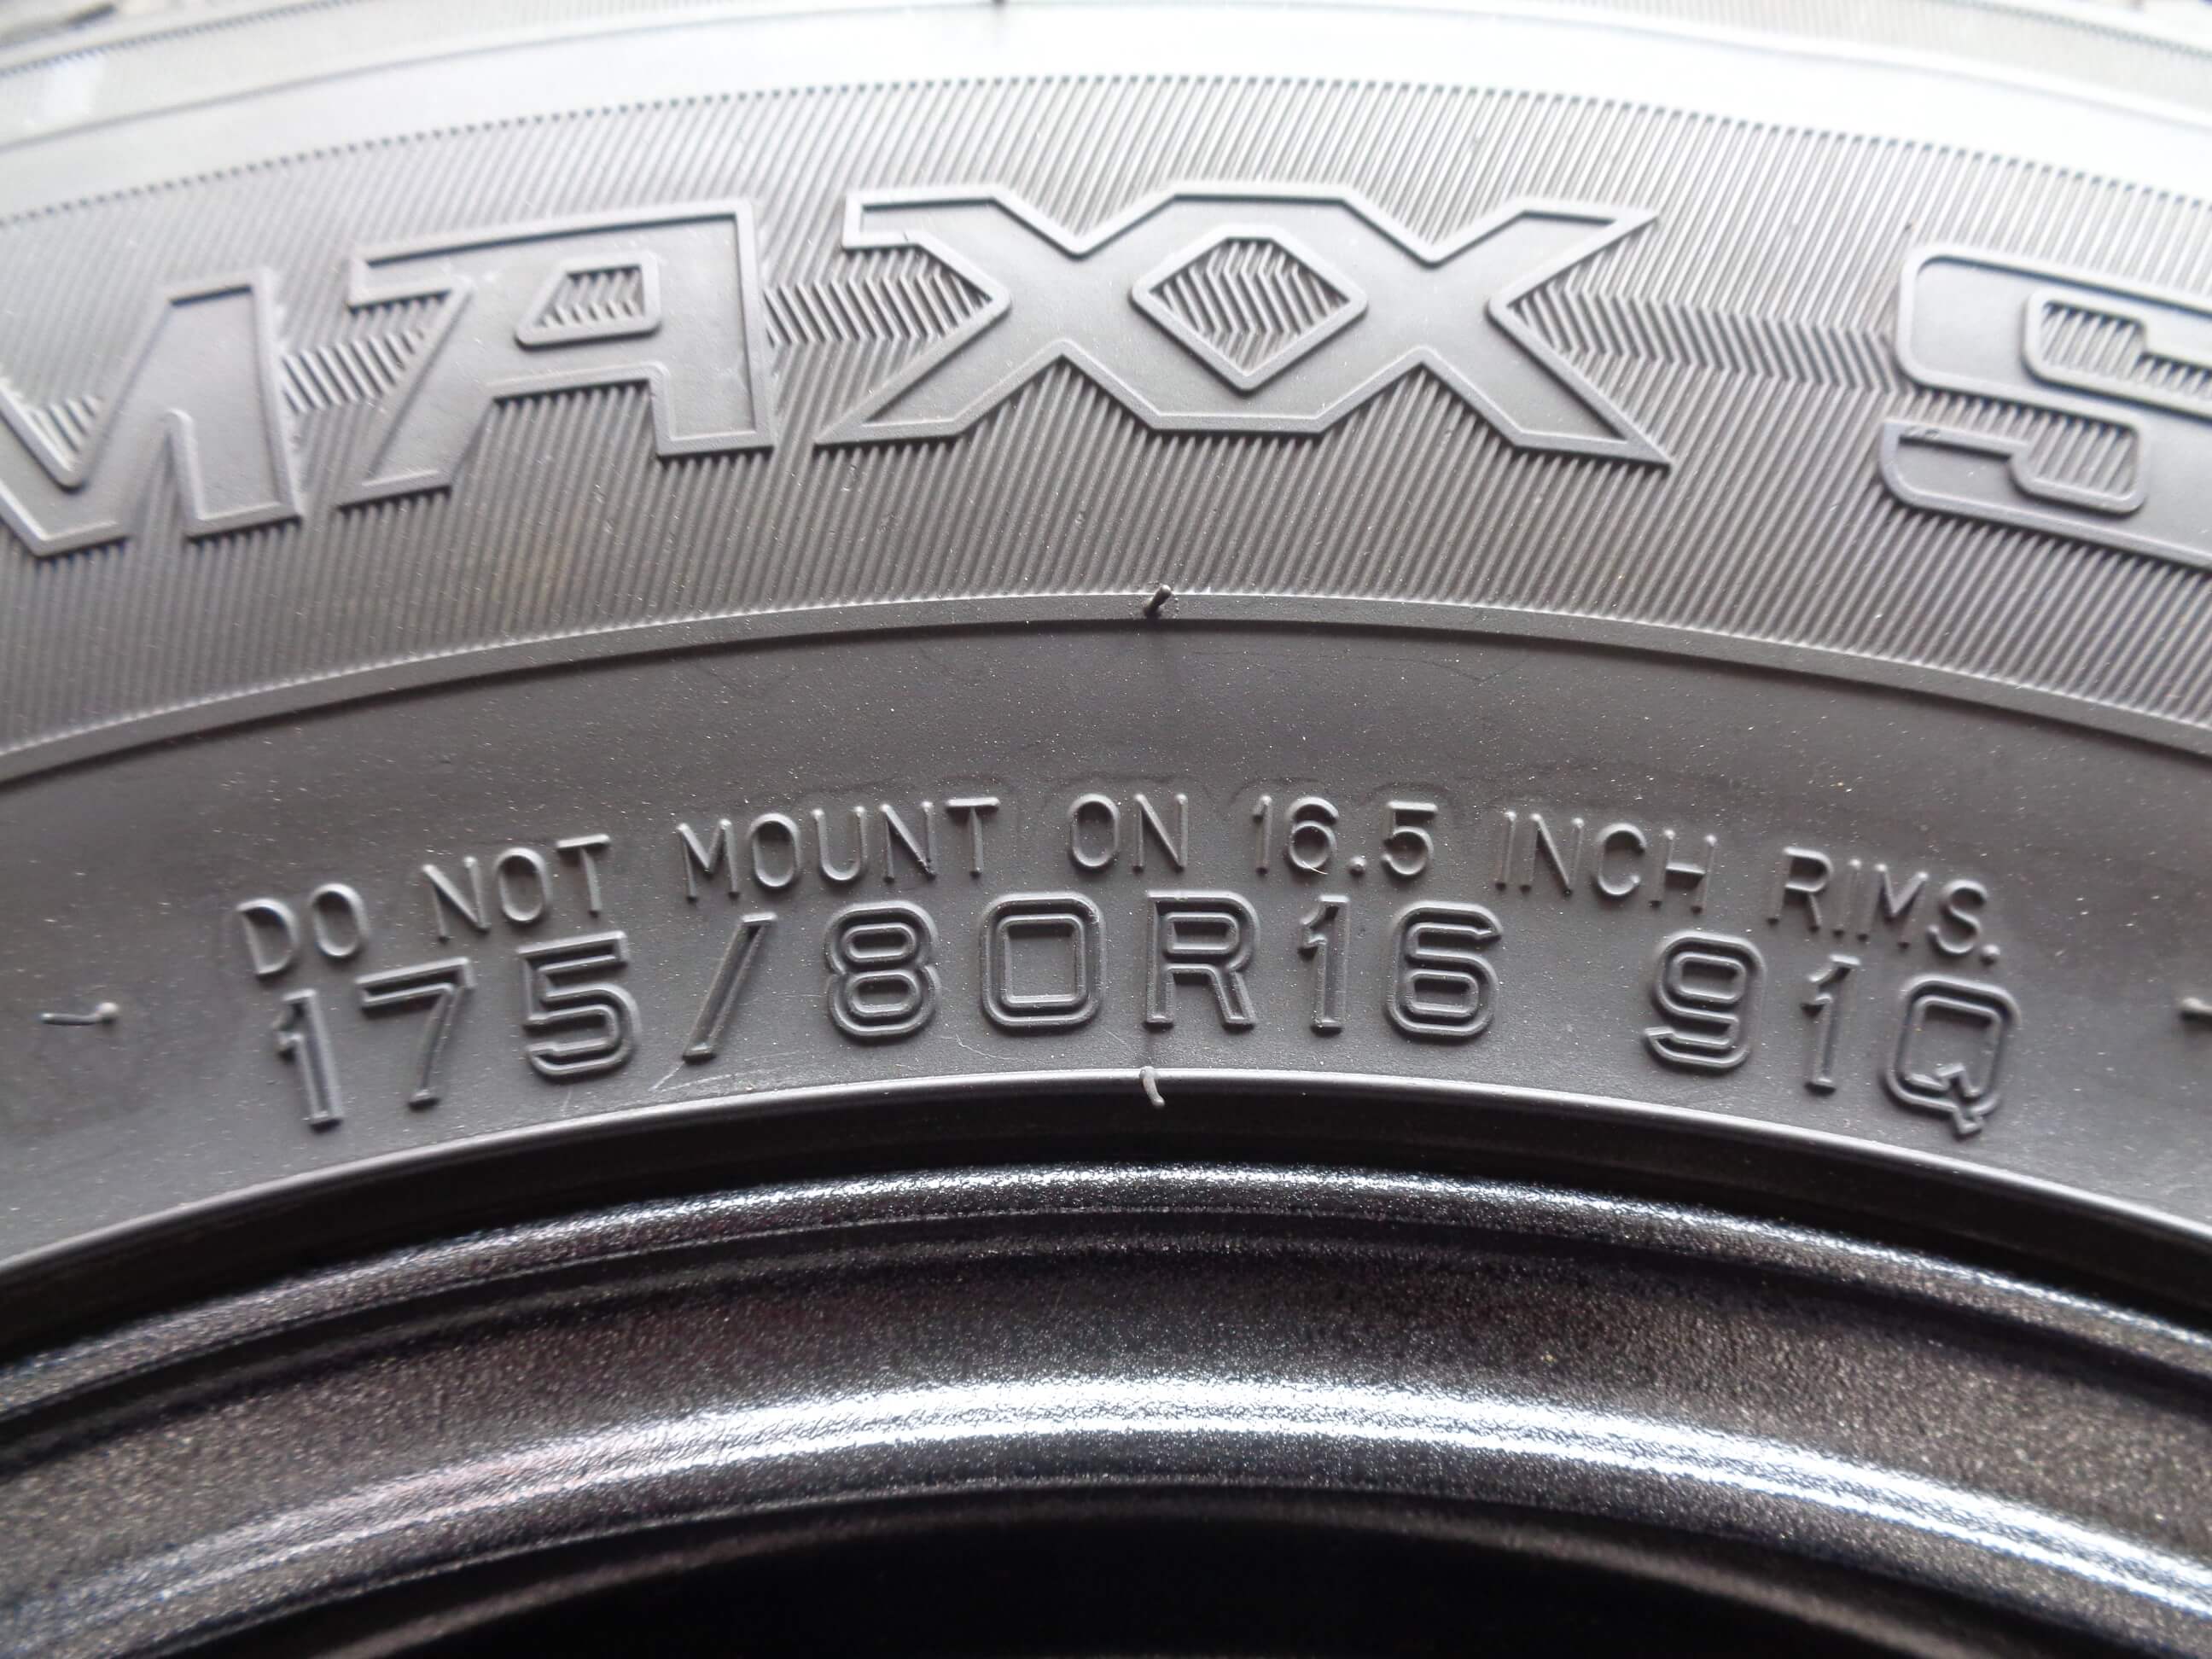 MAXX S
DO NOT MOUNT ON 16.5 INCH RIMS.
175/80R16 91Q